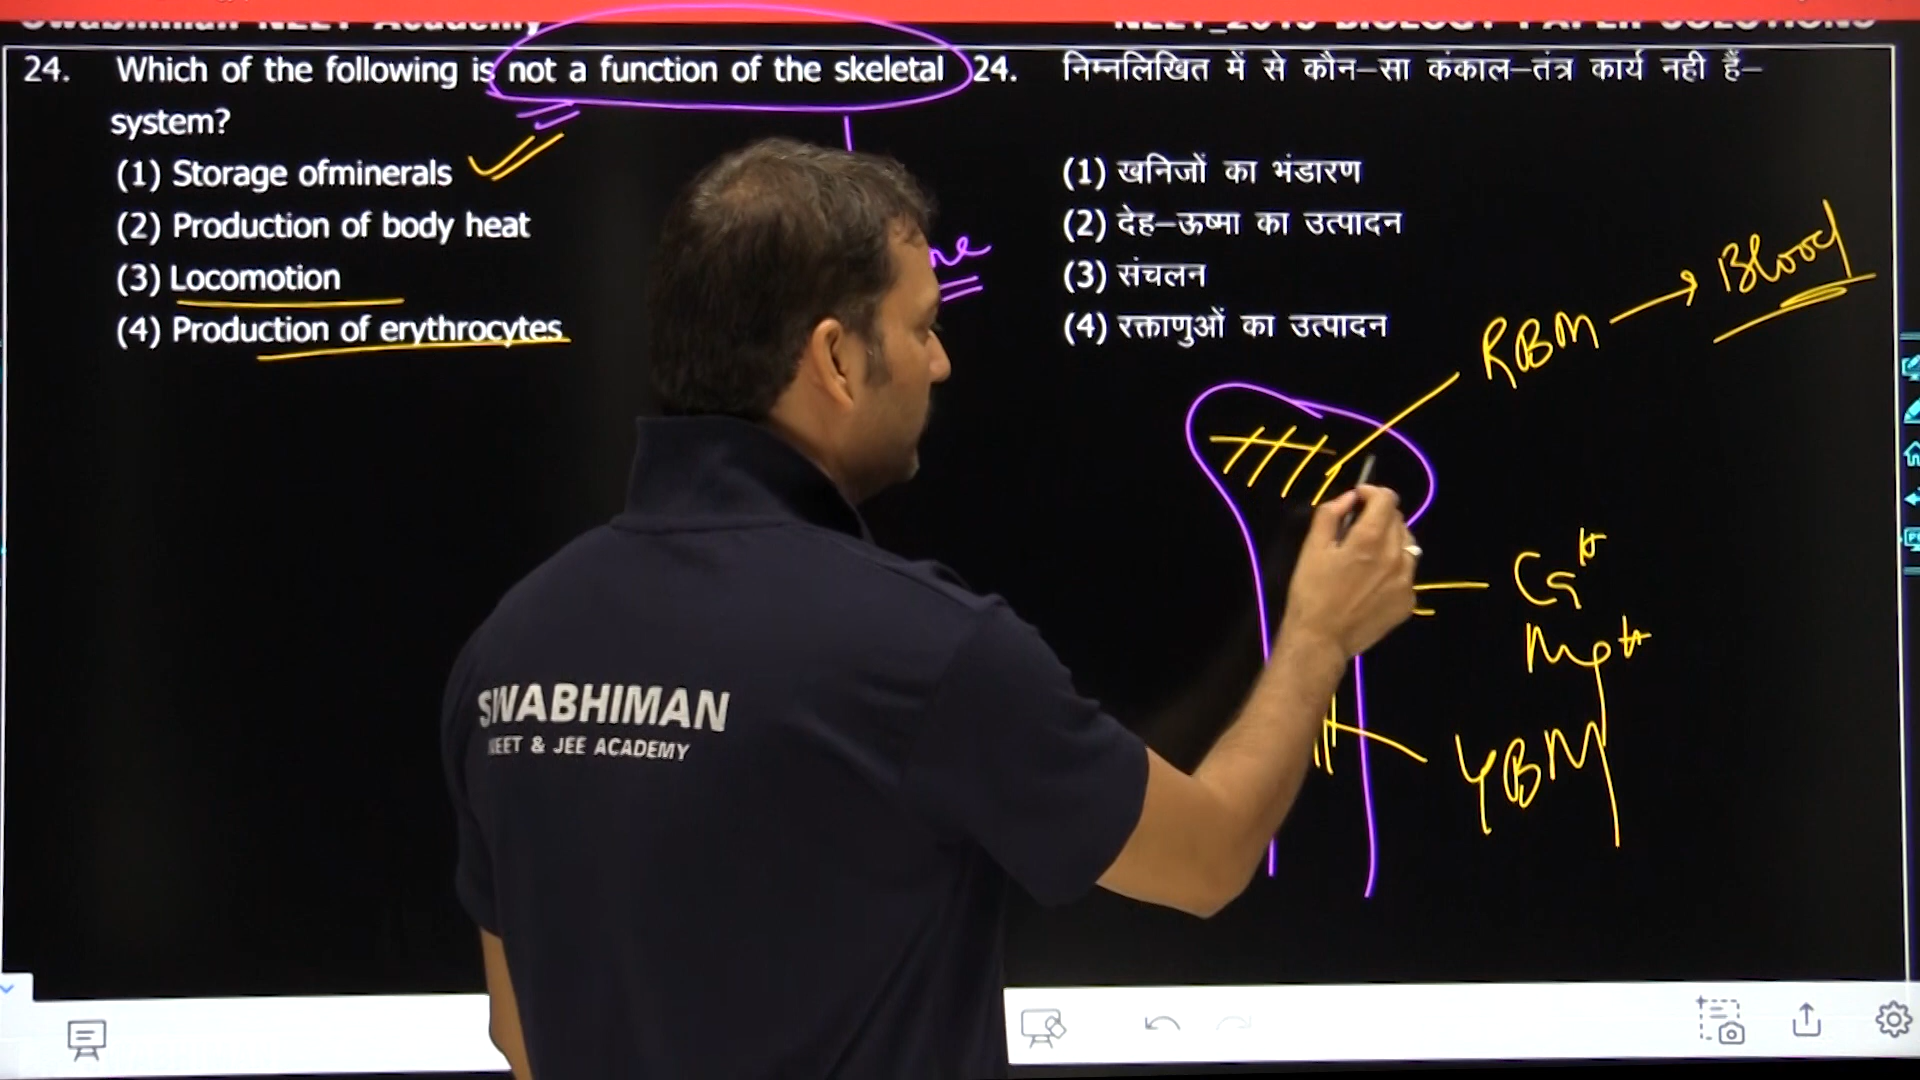 24. Which of the following is not a function of the skeletal
system?
(1) Storage ofminerals
(2) Production of body heat
(3) Locomotion
(4) Production of erythrocytes
24. निम्नलिखित में से कौन–सा कंकाल–तंत्र कार्य नही हैं–
(1) खनिजों का भंडारण
(2) देह–ऊष्मा का उत्पादन
(3) संचलन
(4) रक्ताणुओं का उत्पादन
RBM → Blood
Mg++
YBM
SWABHIMAN
NEET & JEE ACADEMY